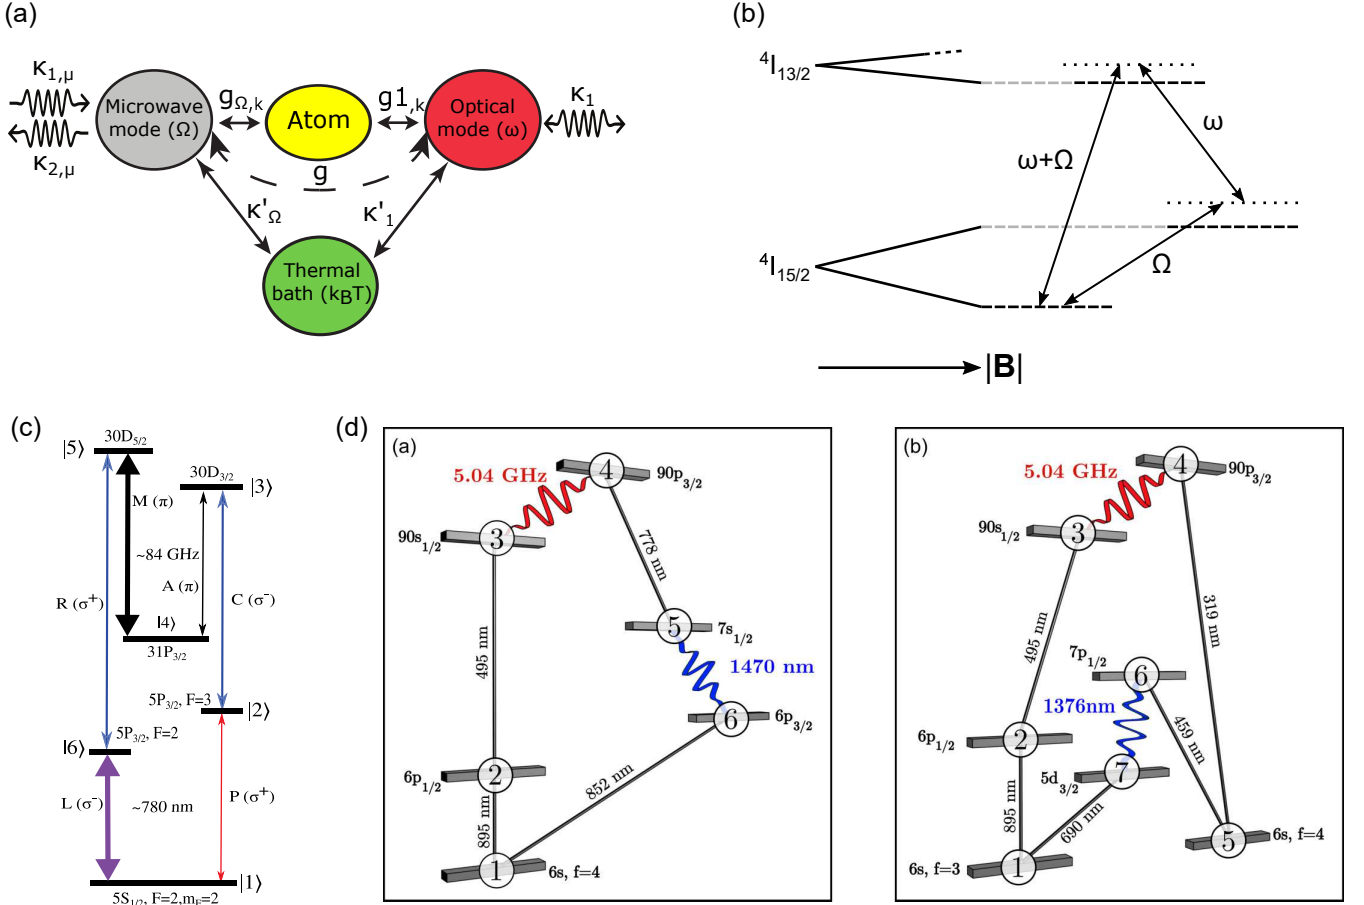 (a)
κ1,μ
κ2,μ
Microwave
mode (Ω)
gΩ,k
Atom
g1,k
Optical
mode (ω)
κ1
g
κ'Ω
κ'1
Thermal
bath (kBT)
(b)
4I13/2
ω+Ω
ω
4I15/2
Ω
|B|
(c)
30D5/2
|5⟩
30D3/2
|3⟩
M (π)
~84 GHz
A (π)
R (σ+)
C (σ-)
|4⟩
31P3/2
5P3/2, F=3
|2⟩
5P3/2, F=2
|6⟩
L (σ-)
~780 nm
P (σ+)
|1⟩
5S1/2, F=2,mF=2
(d)
(a)
5.04 GHz
4
90p3/2
90s1/2
3
778 nm
495 nm
5
7s1/2
1470 nm
6
6p3/2
6p1/2
2
852 nm
895 nm
1
6s, f=4
(b)
5.04 GHz
4
90p3/2
90s1/2
3
495 nm
319 nm
7p1/2
6
1376nm
459 nm
6p1/2
2
5d3/2
7
895 nm
690 nm
5
6s, f=4
6s, f=3
1